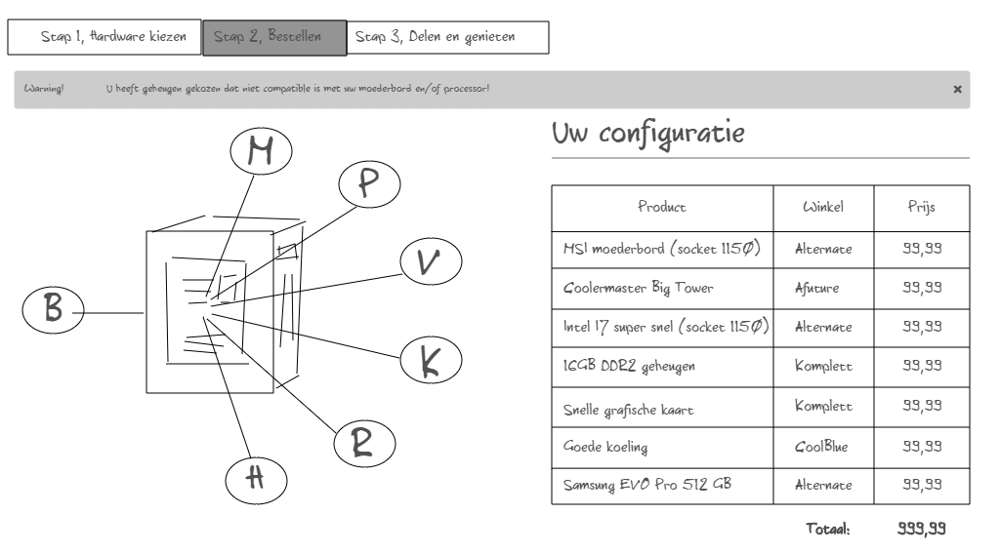 Stap 1, Hardware kiezen Stap 2, Bestellen Stap 3, Delen en genieten
Warning! U heeft geheugen gekozen dat niet compatible is met uw moederbord en/of processor! ×
Uw configuratie
M
P
V
B
K
R
H
Product Winkel Prijs
MSI moederbord (socket 1150) Alternate 99,99
Coolermaster Big Tower Afuture 99,99
Intel I7 super snel (socket 1150) Alternate 99,99
16GB DDR2 geheugen Komplett 99,99
Snelle grafische kaart Komplett 99,99
Goede koeling CoolBlue 99,99
Samsung EVO Pro 512 GB Alternate 99,99
Totaal: 999,99